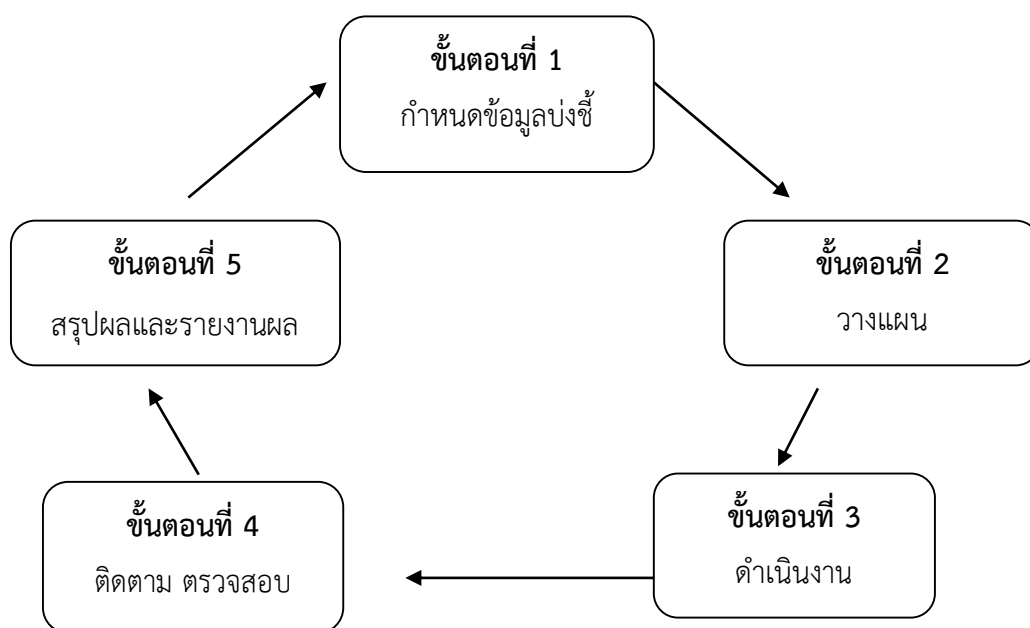 ขั้นตอนที่ 1
กำหนดข้อมูลบ่งชี้
ขั้นตอนที่ 2
วางแผน
ขั้นตอนที่ 3
ดำเนินงาน
ขั้นตอนที่ 4
ติดตาม ตรวจสอบ
ขั้นตอนที่ 5
สรุปผลและรายงานผล